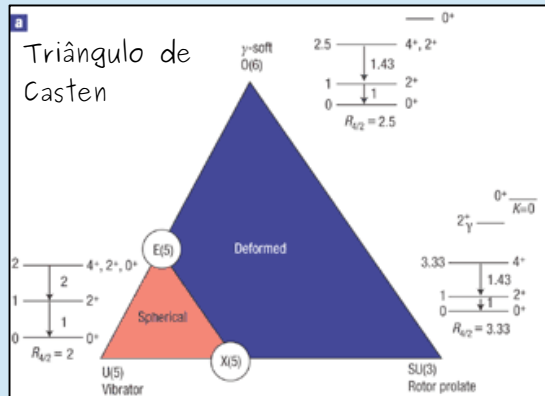 a
Triângulo de
Casten
γ-soft
O(6)
0⁺
2.5 4⁺, 2⁺
1.43
1 2⁺
1
0 0⁺
R₄/₂ = 2.5
0⁺
K=0
2⁺γ
3.33 4⁺
1.43
1 2⁺
1
0 0⁺
R₄/₂ = 3.33
E(5)
Deformed
2 4⁺, 2⁺, 0⁺
2
1 2⁺
1
0 0⁺
R₄/₂ = 2
Spherical
X(5)
U(5)
Vibrator
SU(3)
Rotor prolate